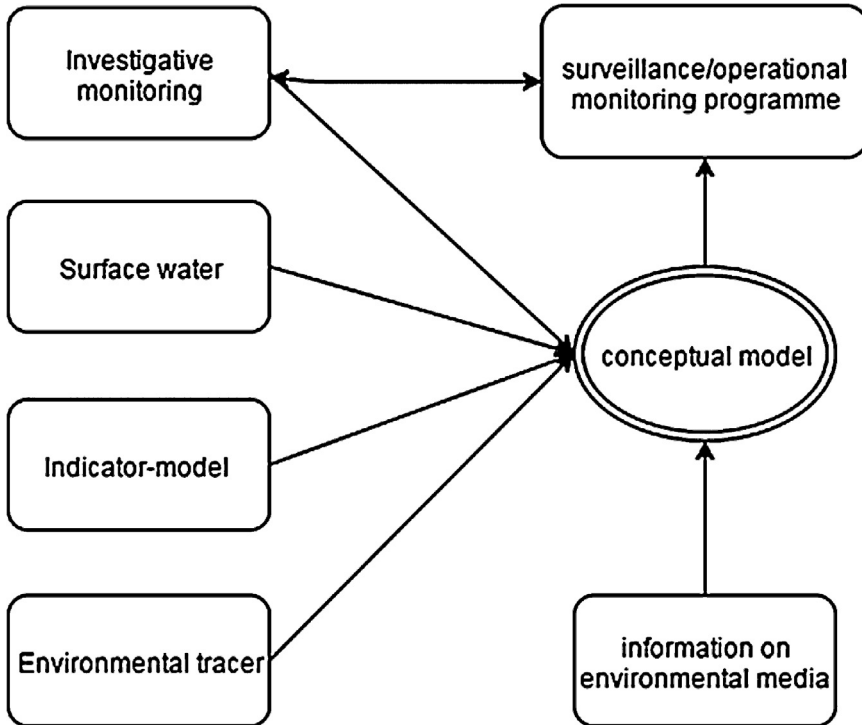 Investigative
monitoring
surveillance/operational
monitoring programme
Surface water
conceptual model
Indicator-model
Environmental tracer
information on
environmental media